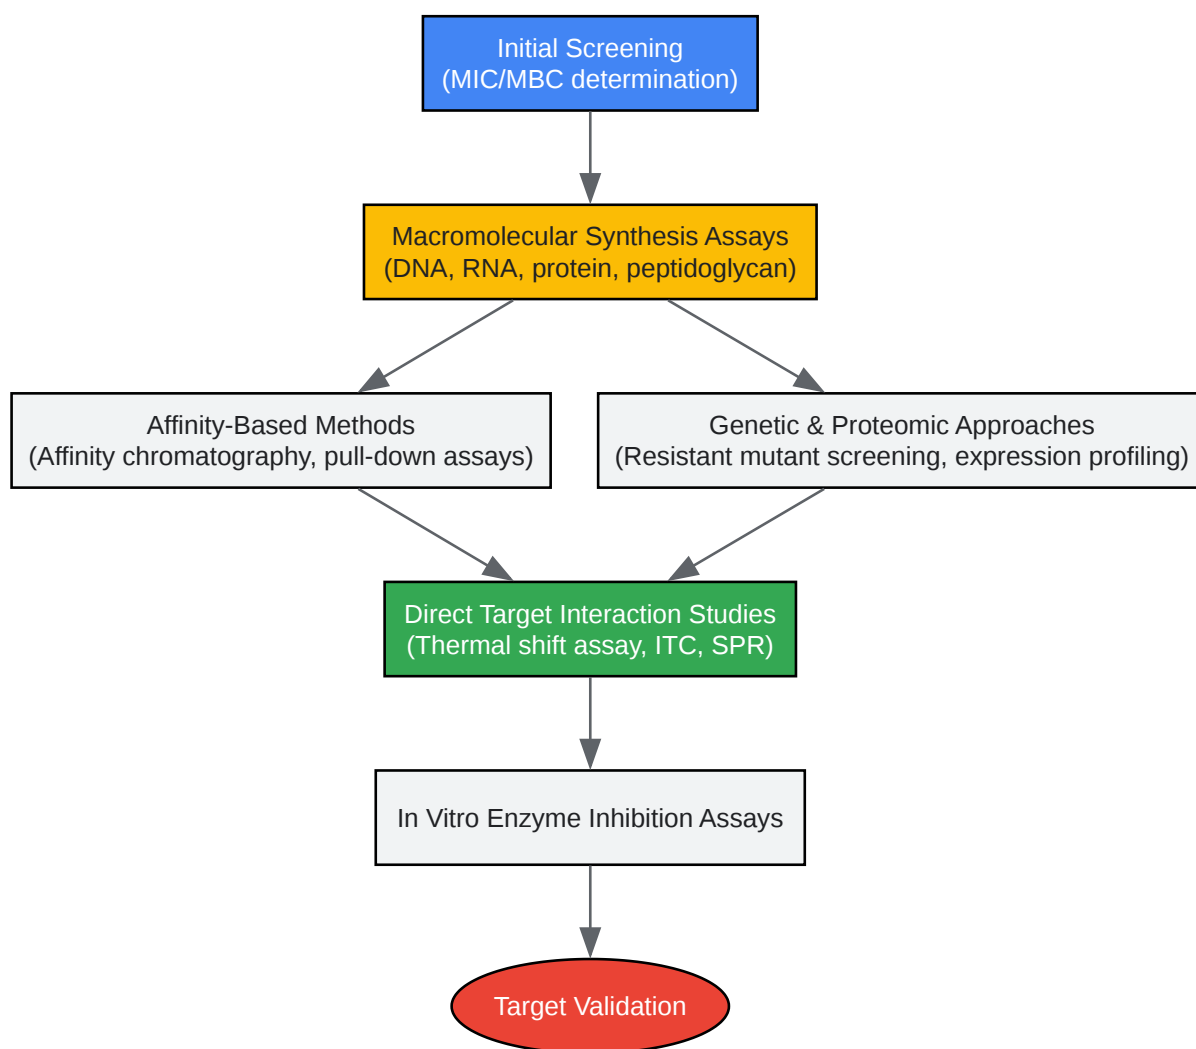 Initial Screening
(MIC/MBC determination)
Macromolecular Synthesis Assays
(DNA, RNA, protein, peptidoglycan)
Affinity-Based Methods
(Affinity chromatography, pull-down assays)
Genetic & Proteomic Approaches
(Resistant mutant screening, expression profiling)
Direct Target Interaction Studies
(Thermal shift assay, ITC, SPR)
In Vitro Enzyme Inhibition Assays
Target Validation